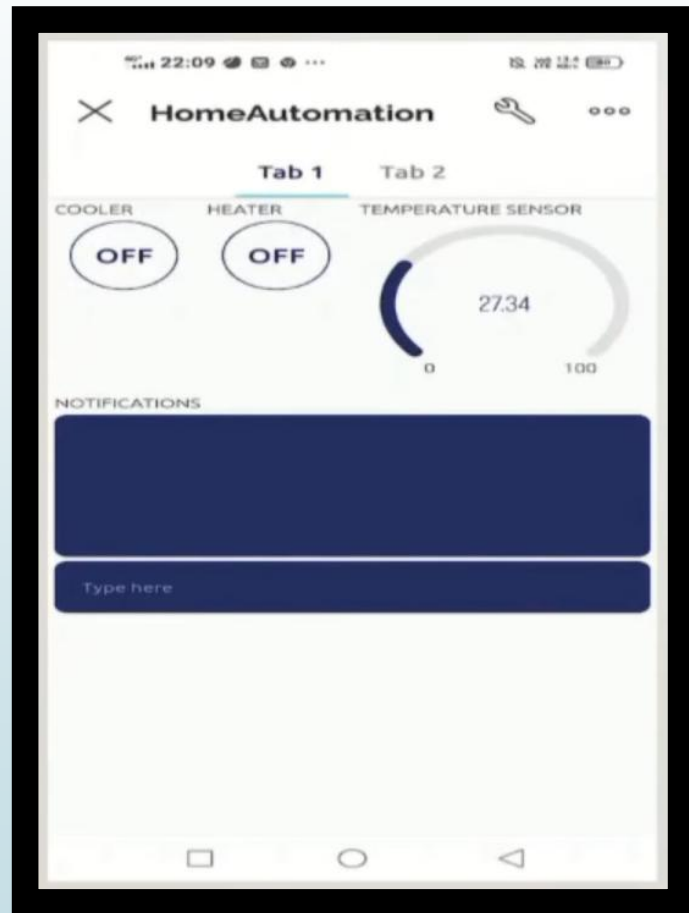 22:09 ...
HomeAutomation
Tab 1 Tab 2
COOLER HEATER TEMPERATURE SENSOR
OFF OFF 27.34
0 100
NOTIFICATIONS
Type here